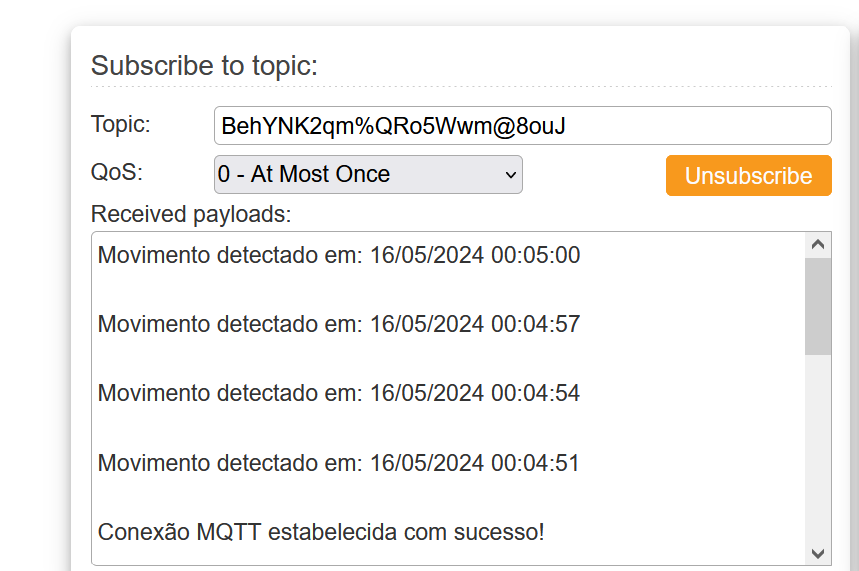 Subscribe to topic:
Topic: BehYNK2qm%QRo5Wwm@8ouJ
QoS: 0 - At Most Once Unsubscribe
Received payloads:
Movimento detectado em: 16/05/2024 00:05:00
Movimento detectado em: 16/05/2024 00:04:57
Movimento detectado em: 16/05/2024 00:04:54
Movimento detectado em: 16/05/2024 00:04:51
Conexão MQTT estabelecida com sucesso!